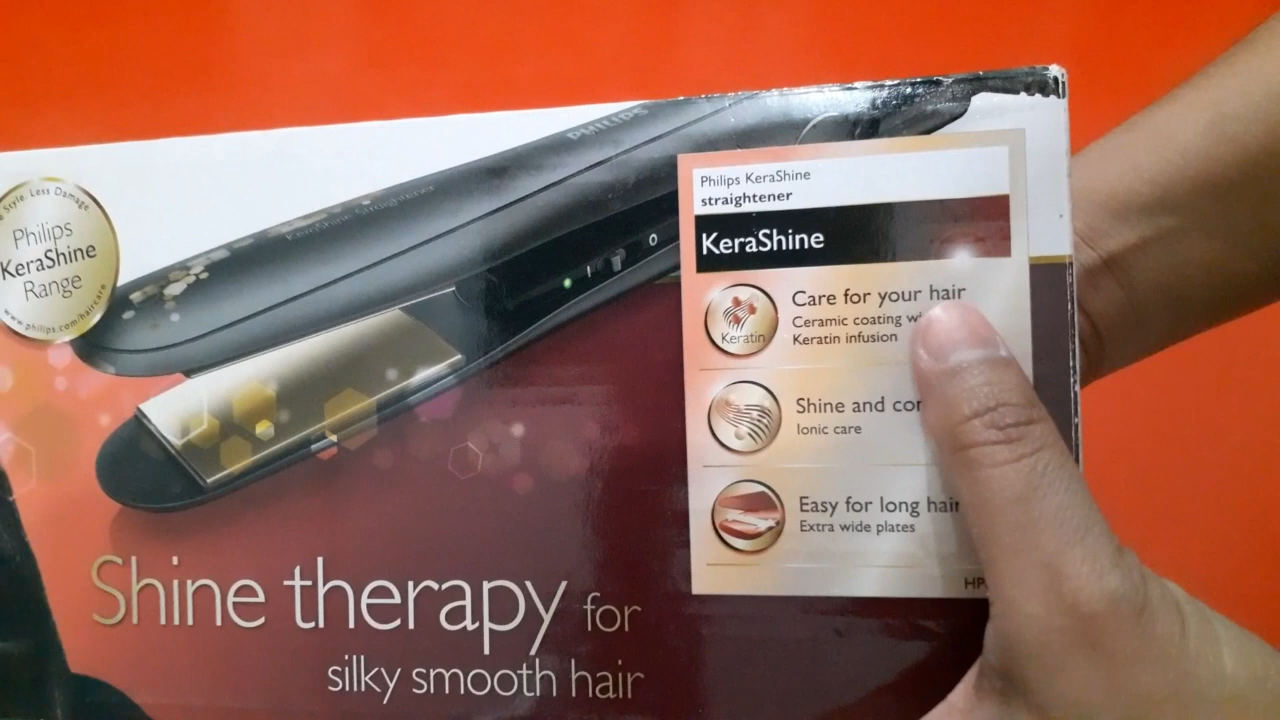 Style. Less Damage
Philips
KeraShine
Range
www.philips.com/haircare
PHILIPS
KeraShine Straightener
Philips KeraShine
straightener
KeraShine
Keratin
Care for your hair
Ceramic coating
Keratin infusion
Shine and
Ionic care
Easy for long hair
Extra wide plates
HP
Shine therapy for
silky smooth hair